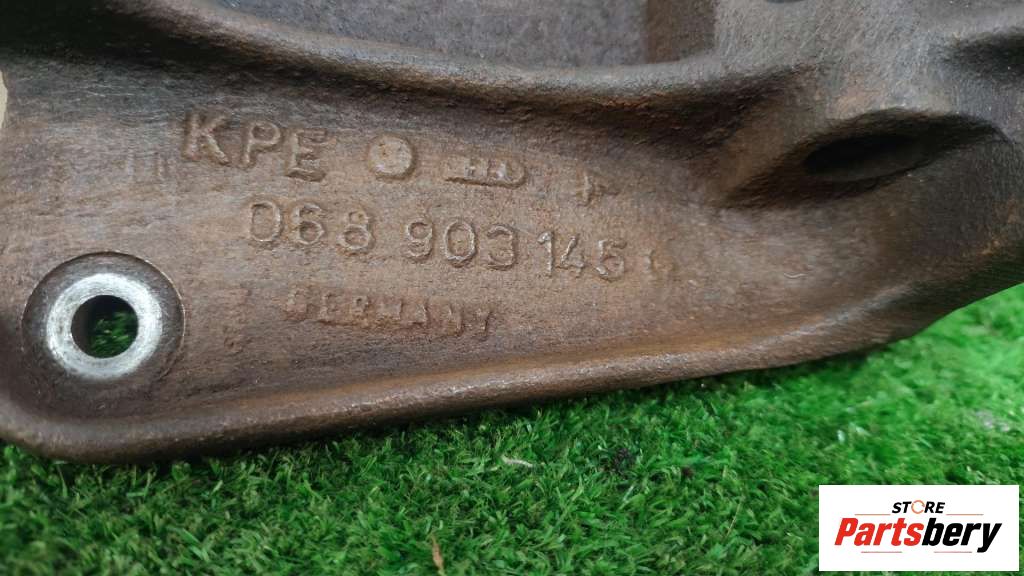 KPE
068 903 145
GERMANY
STORE
Partsbery